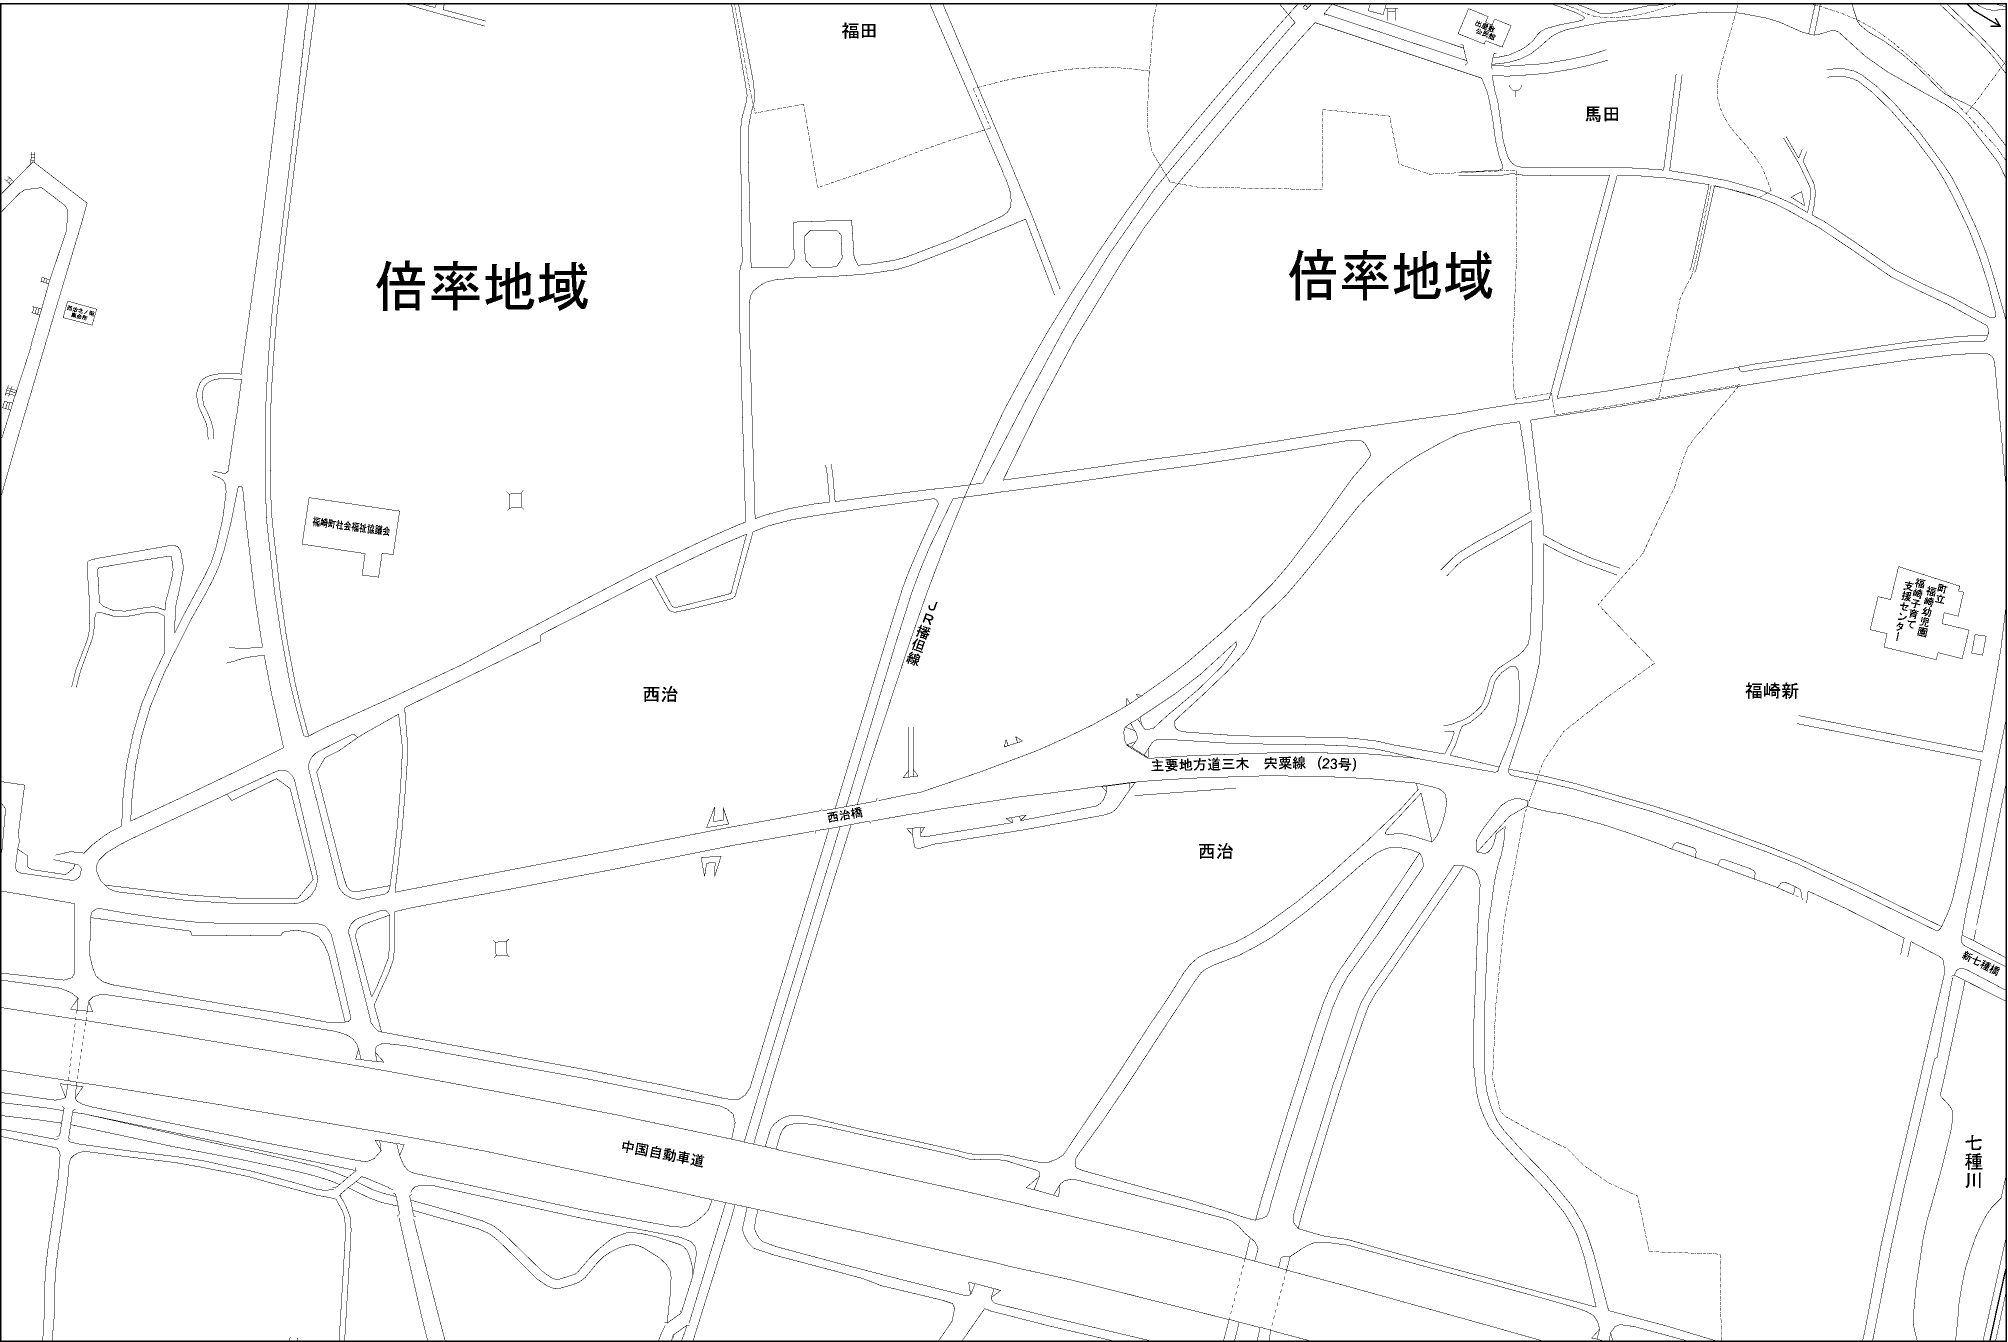 福田
馬田
倍率地域
倍率地域
福崎町社会福祉協議会
町立
福崎幼児園
福崎子育て
支援センター
JR播但線
西治
福崎新
主要地方道三木 宍粟線 (23号)
西治橋
西治
新七種橋
中国自動車道
七種川